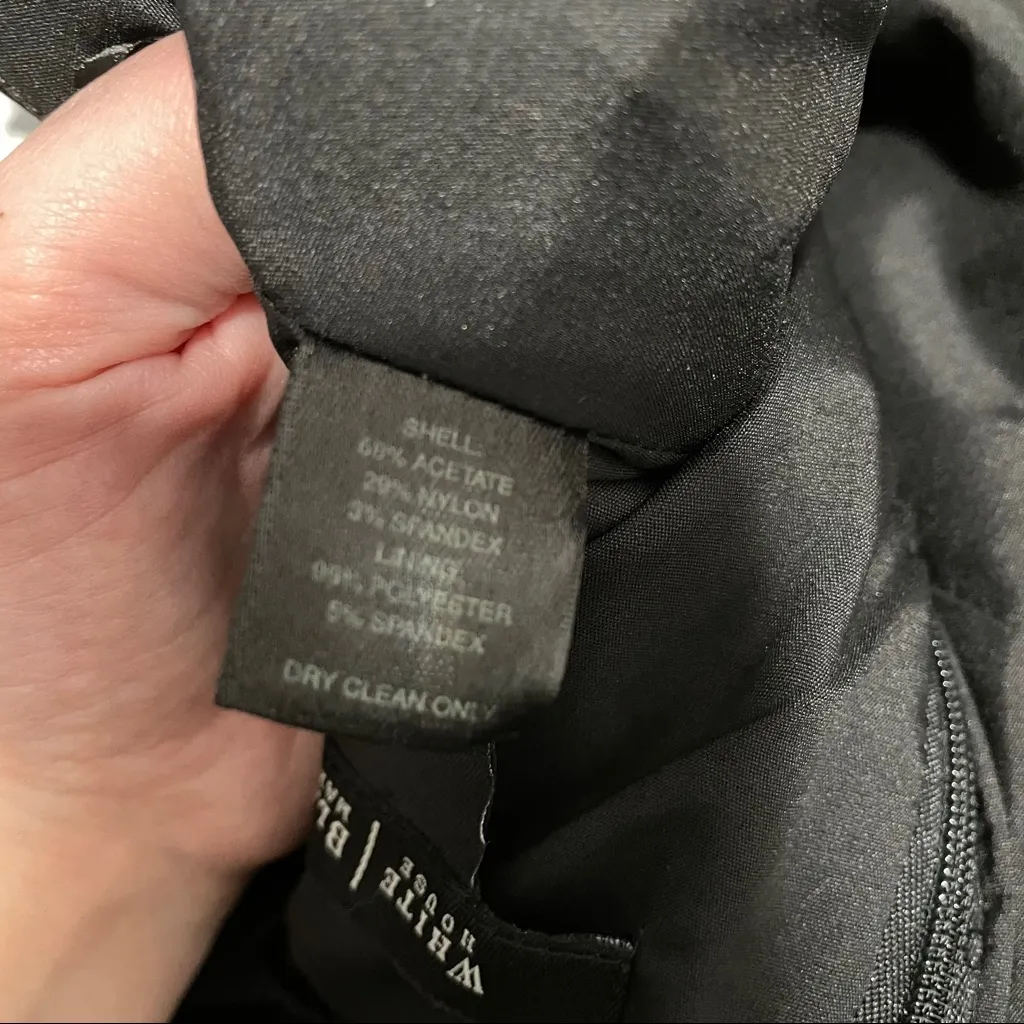 SHELL:
68% ACETATE
29% NYLON
3% SPANDEX
LINING:
POLYESTER
5% SPANDEX
DRY CLEAN ONLY
WHITE
HOUSE